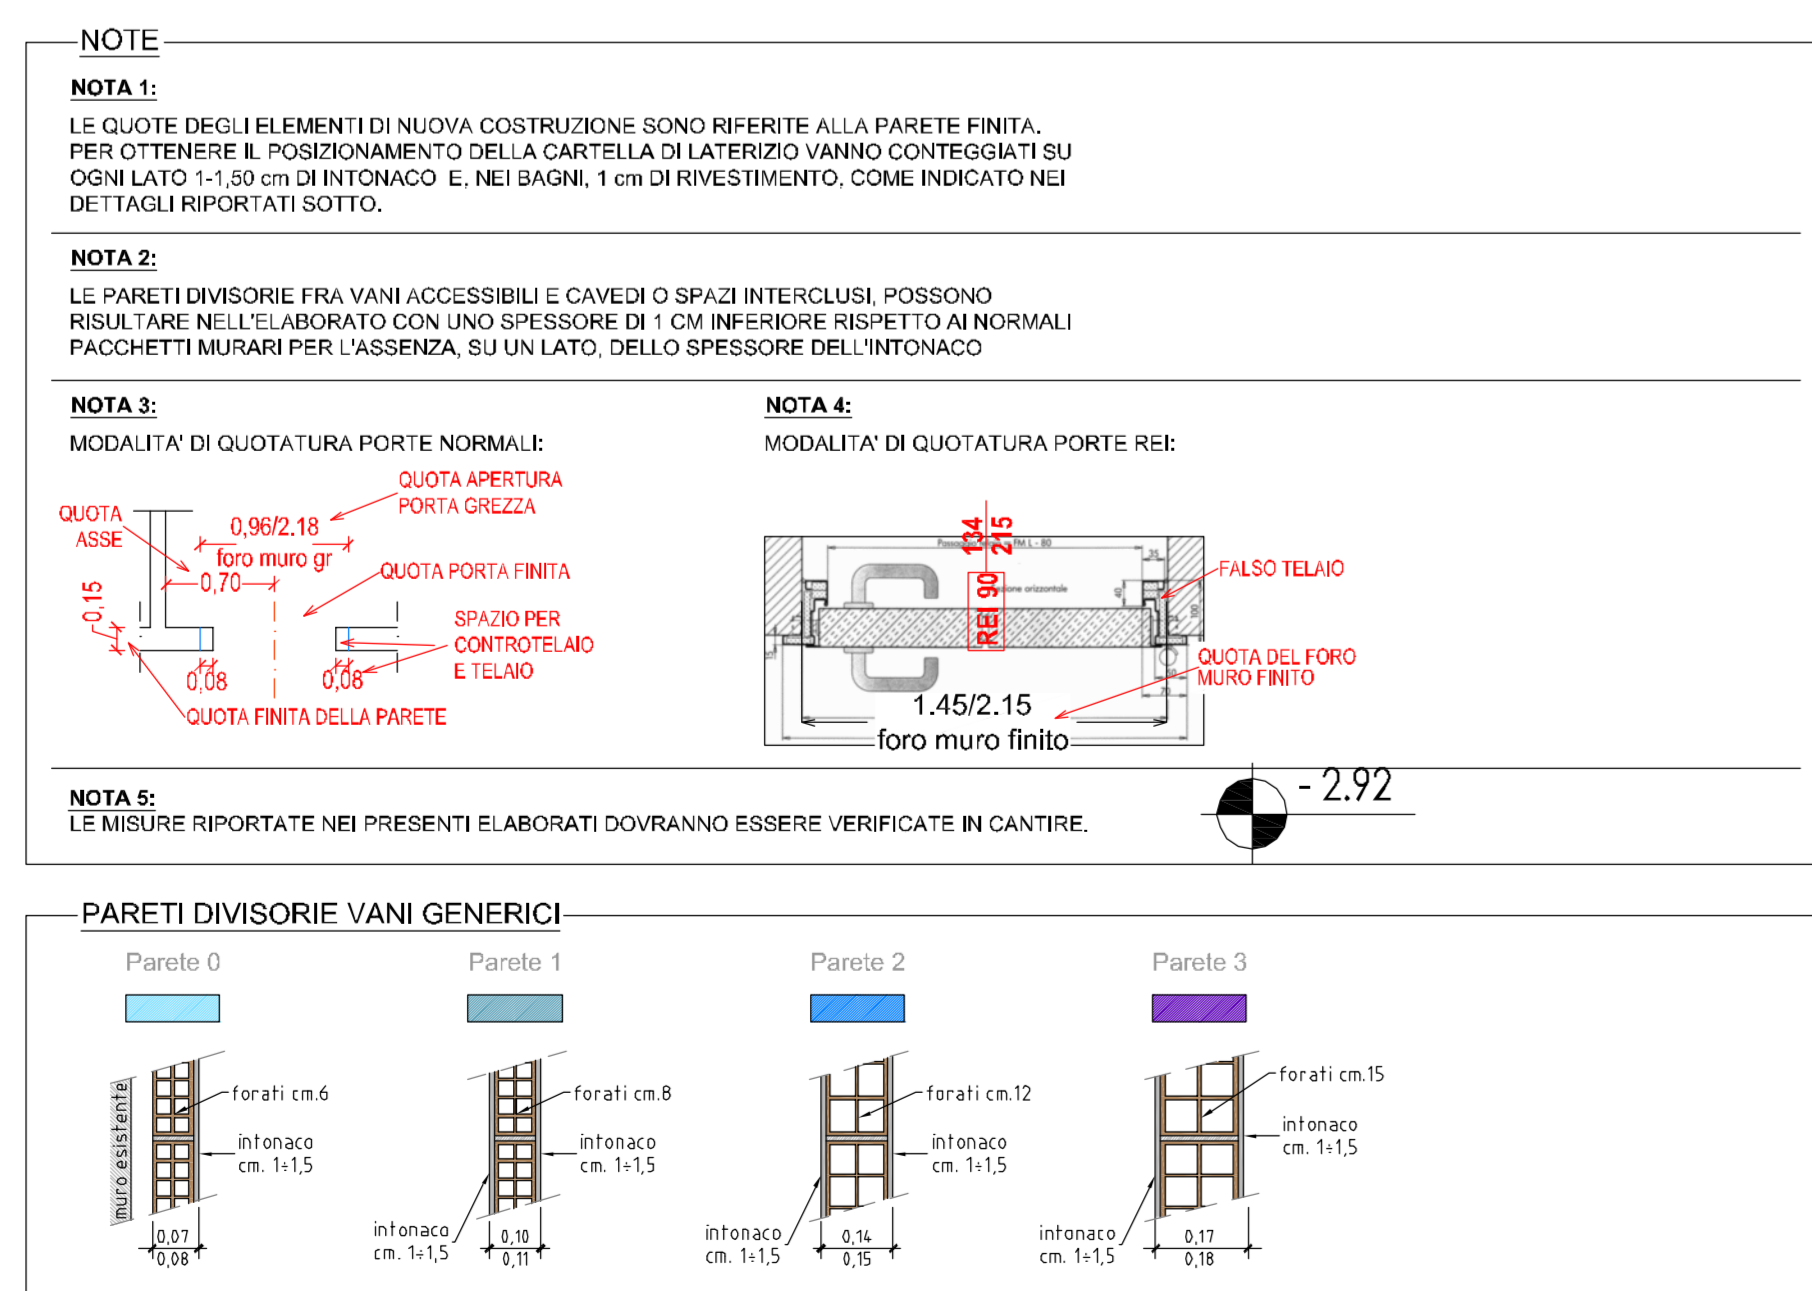 NOTE
NOTA 1:
LE QUOTE DEGLI ELEMENTI DI NUOVA COSTRUZIONE SONO RIFERITE ALLA PARETE FINITA.
PER OTTENERE IL POSIZIONAMENTO DELLA CARTELLA DI LATERIZIO VANNO CONTEGGIATI SU
OGNI LATO 1-1,50 cm DI INTONACO E, NEI BAGNI, 1 cm DI RIVESTIMENTO, COME INDICATO NEI
DETTAGLI RIPORTATI SOTTO.
NOTA 2:
LE PARETI DIVISORIE FRA VANI ACCESSIBILI E CAVEDI O SPAZI INTERCLUSI, POSSONO
RISULTARE NELL'ELABORATO CON UNO SPESSORE DI 1 CM INFERIORE RISPETTO AI NORMALI
PACCHETTI MURARI PER L'ASSENZA, SU UN LATO, DELLO SPESSORE DELL'INTONACO
NOTA 3:
MODALITA' DI QUOTATURA PORTE NORMALI:
QUOTA APERTURA
PORTA GREZZA
QUOTA
ASSE
0,96/2.18
foro muro gr
0,70
QUOTA PORTA FINITA
0,15
SPAZIO PER
CONTROTELAIO
E TELAIO
0,08
0,08
QUOTA FINITA DELLA PARETE
NOTA 4:
MODALITA' DI QUOTATURA PORTE REI:
134
215
REI 90
Passaggio telaio = FM L - 80
35
40
100
15
50
70
FALSO TELAIO
QUOTA DEL FORO
MURO FINITO
1.45/2.15
foro muro finito
NOTA 5:
LE MISURE RIPORTATE NEI PRESENTI ELABORATI DOVRANNO ESSERE VERIFICATE IN CANTIRE.
- 2.92
PARETI DIVISORIE VANI GENERICI
Parete 0
muro esistente
forati cm.6
intonaco
cm. 1÷1,5
0,07
0,08
Parete 1
forati cm.8
intonaco
cm. 1÷1,5
intonaco
cm. 1÷1,5
0,10
0,11
Parete 2
forati cm.12
intonaco
cm. 1÷1,5
intonaco
cm. 1÷1,5
0,14
0,15
Parete 3
forati cm.15
intonaco
cm. 1÷1,5
intonaco
cm. 1÷1,5
0,17
0,18